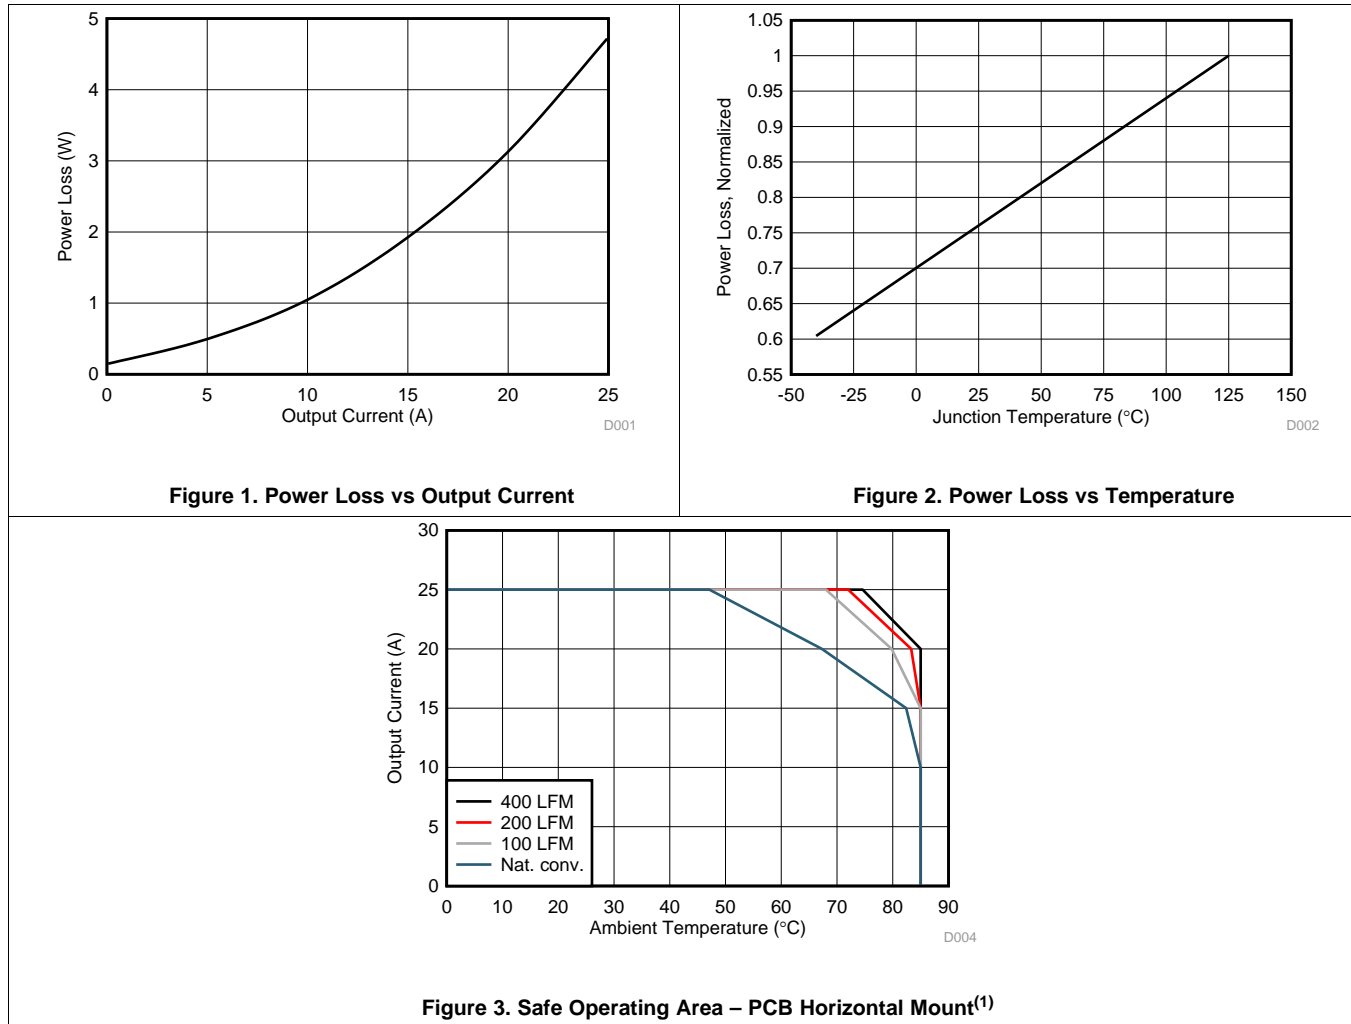 5
4
3
2
1
0
Power Loss (W)
0 5 10 15 20 25
Output Current (A)
D001
Figure 1. Power Loss vs Output Current
1.05
1
0.95
0.9
0.85
0.8
0.75
0.7
0.65
0.6
0.55
Power Loss, Normalized
-50 -25 0 25 50 75 100 125 150
Junction Temperature (°C)
D002
Figure 2. Power Loss vs Temperature
30
25
20
15
10
5
0
Output Current (A)
400 LFM
200 LFM
100 LFM
Nat. conv.
0 10 20 30 40 50 60 70 80 90
Ambient Temperature (°C)
D004
Figure 3. Safe Operating Area – PCB Horizontal Mount(1)